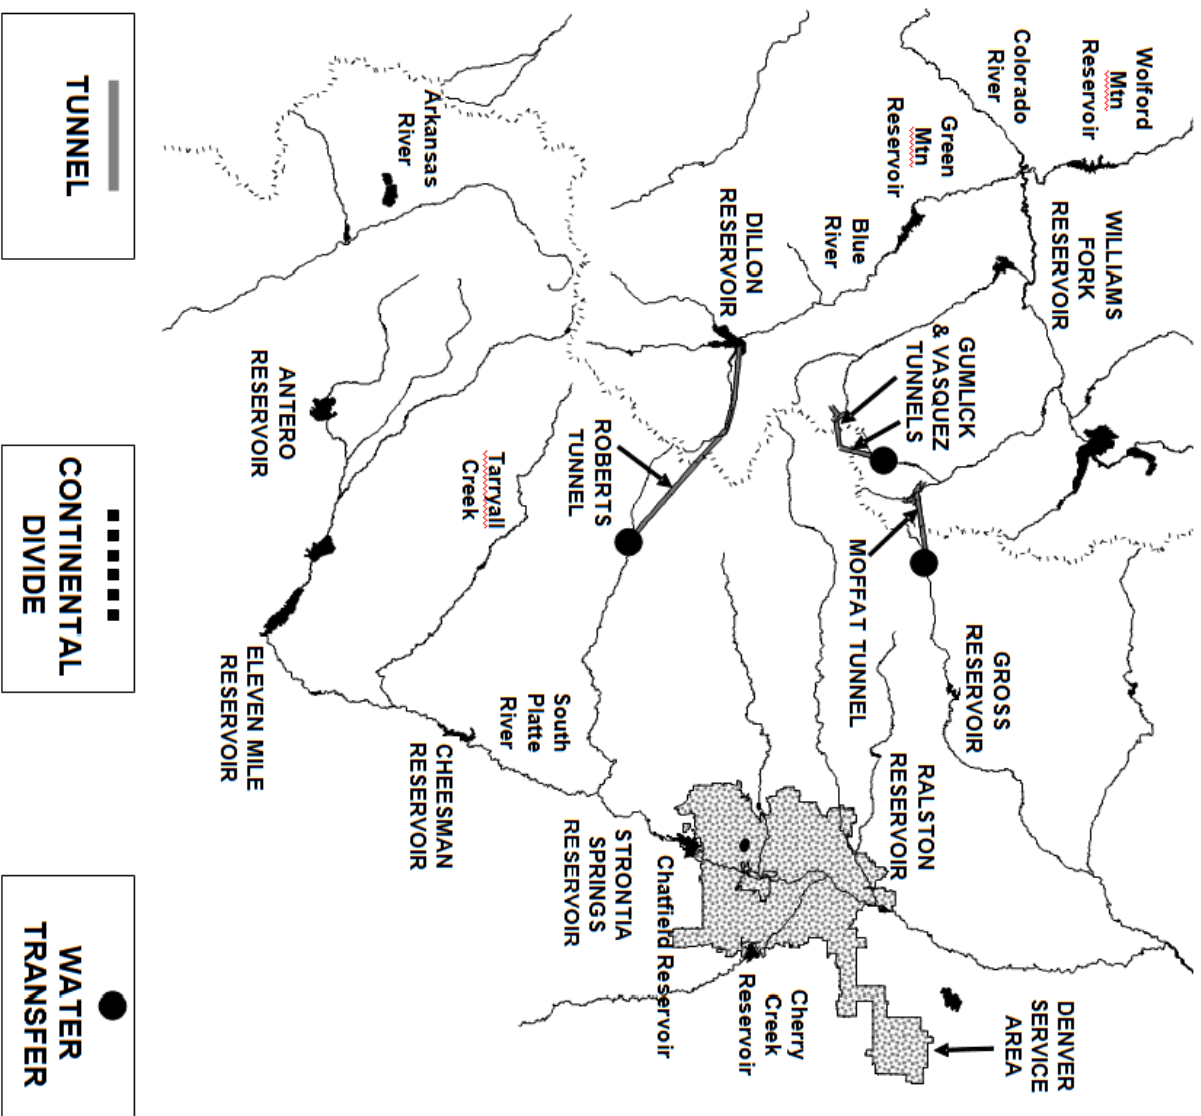 Wolford
Mtn
Reservoir
Colorado
River
Green
Mtn
Reservoir
WILLIAMS
FORK
RESERVOIR
Blue
River
DILLON
RESERVOIR
GUMLICK
& VASQUEZ
TUNNELS
Arkansas
River
ANTERO
RESERVOIR
Tarryall
Creek
ROBERTS
TUNNEL
MOFFAT TUNNEL
GROSS
RESERVOIR
RALSTON
RESERVOIR
ELEVEN MILE
RESERVOIR
CHEESMAN
RESERVOIR
South
Platte
River
STRONTIA
SPRINGS
RESERVOIR
Chatfield Reservoir
Cherry
Creek
Reservoir
DENVER
SERVICE
AREA
TUNNEL
CONTINENTAL
DIVIDE
WATER
TRANSFER